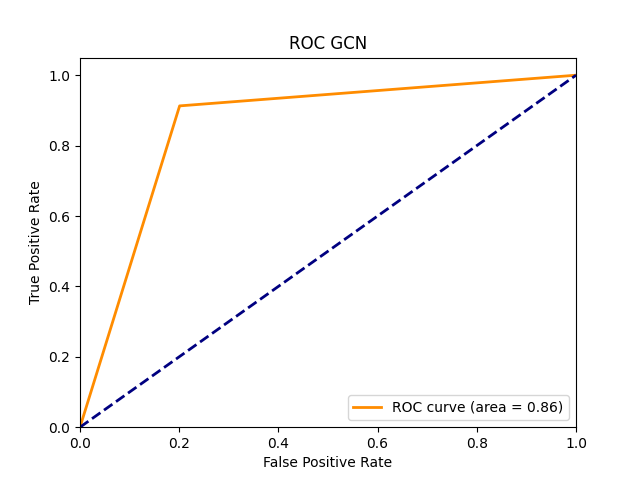 ROC GCN
True Positive Rate
1.0
0.8
0.6
0.4
0.2
0.0
ROC curve (area = 0.86)
0.0 0.2 0.4 0.6 0.8 1.0
False Positive Rate